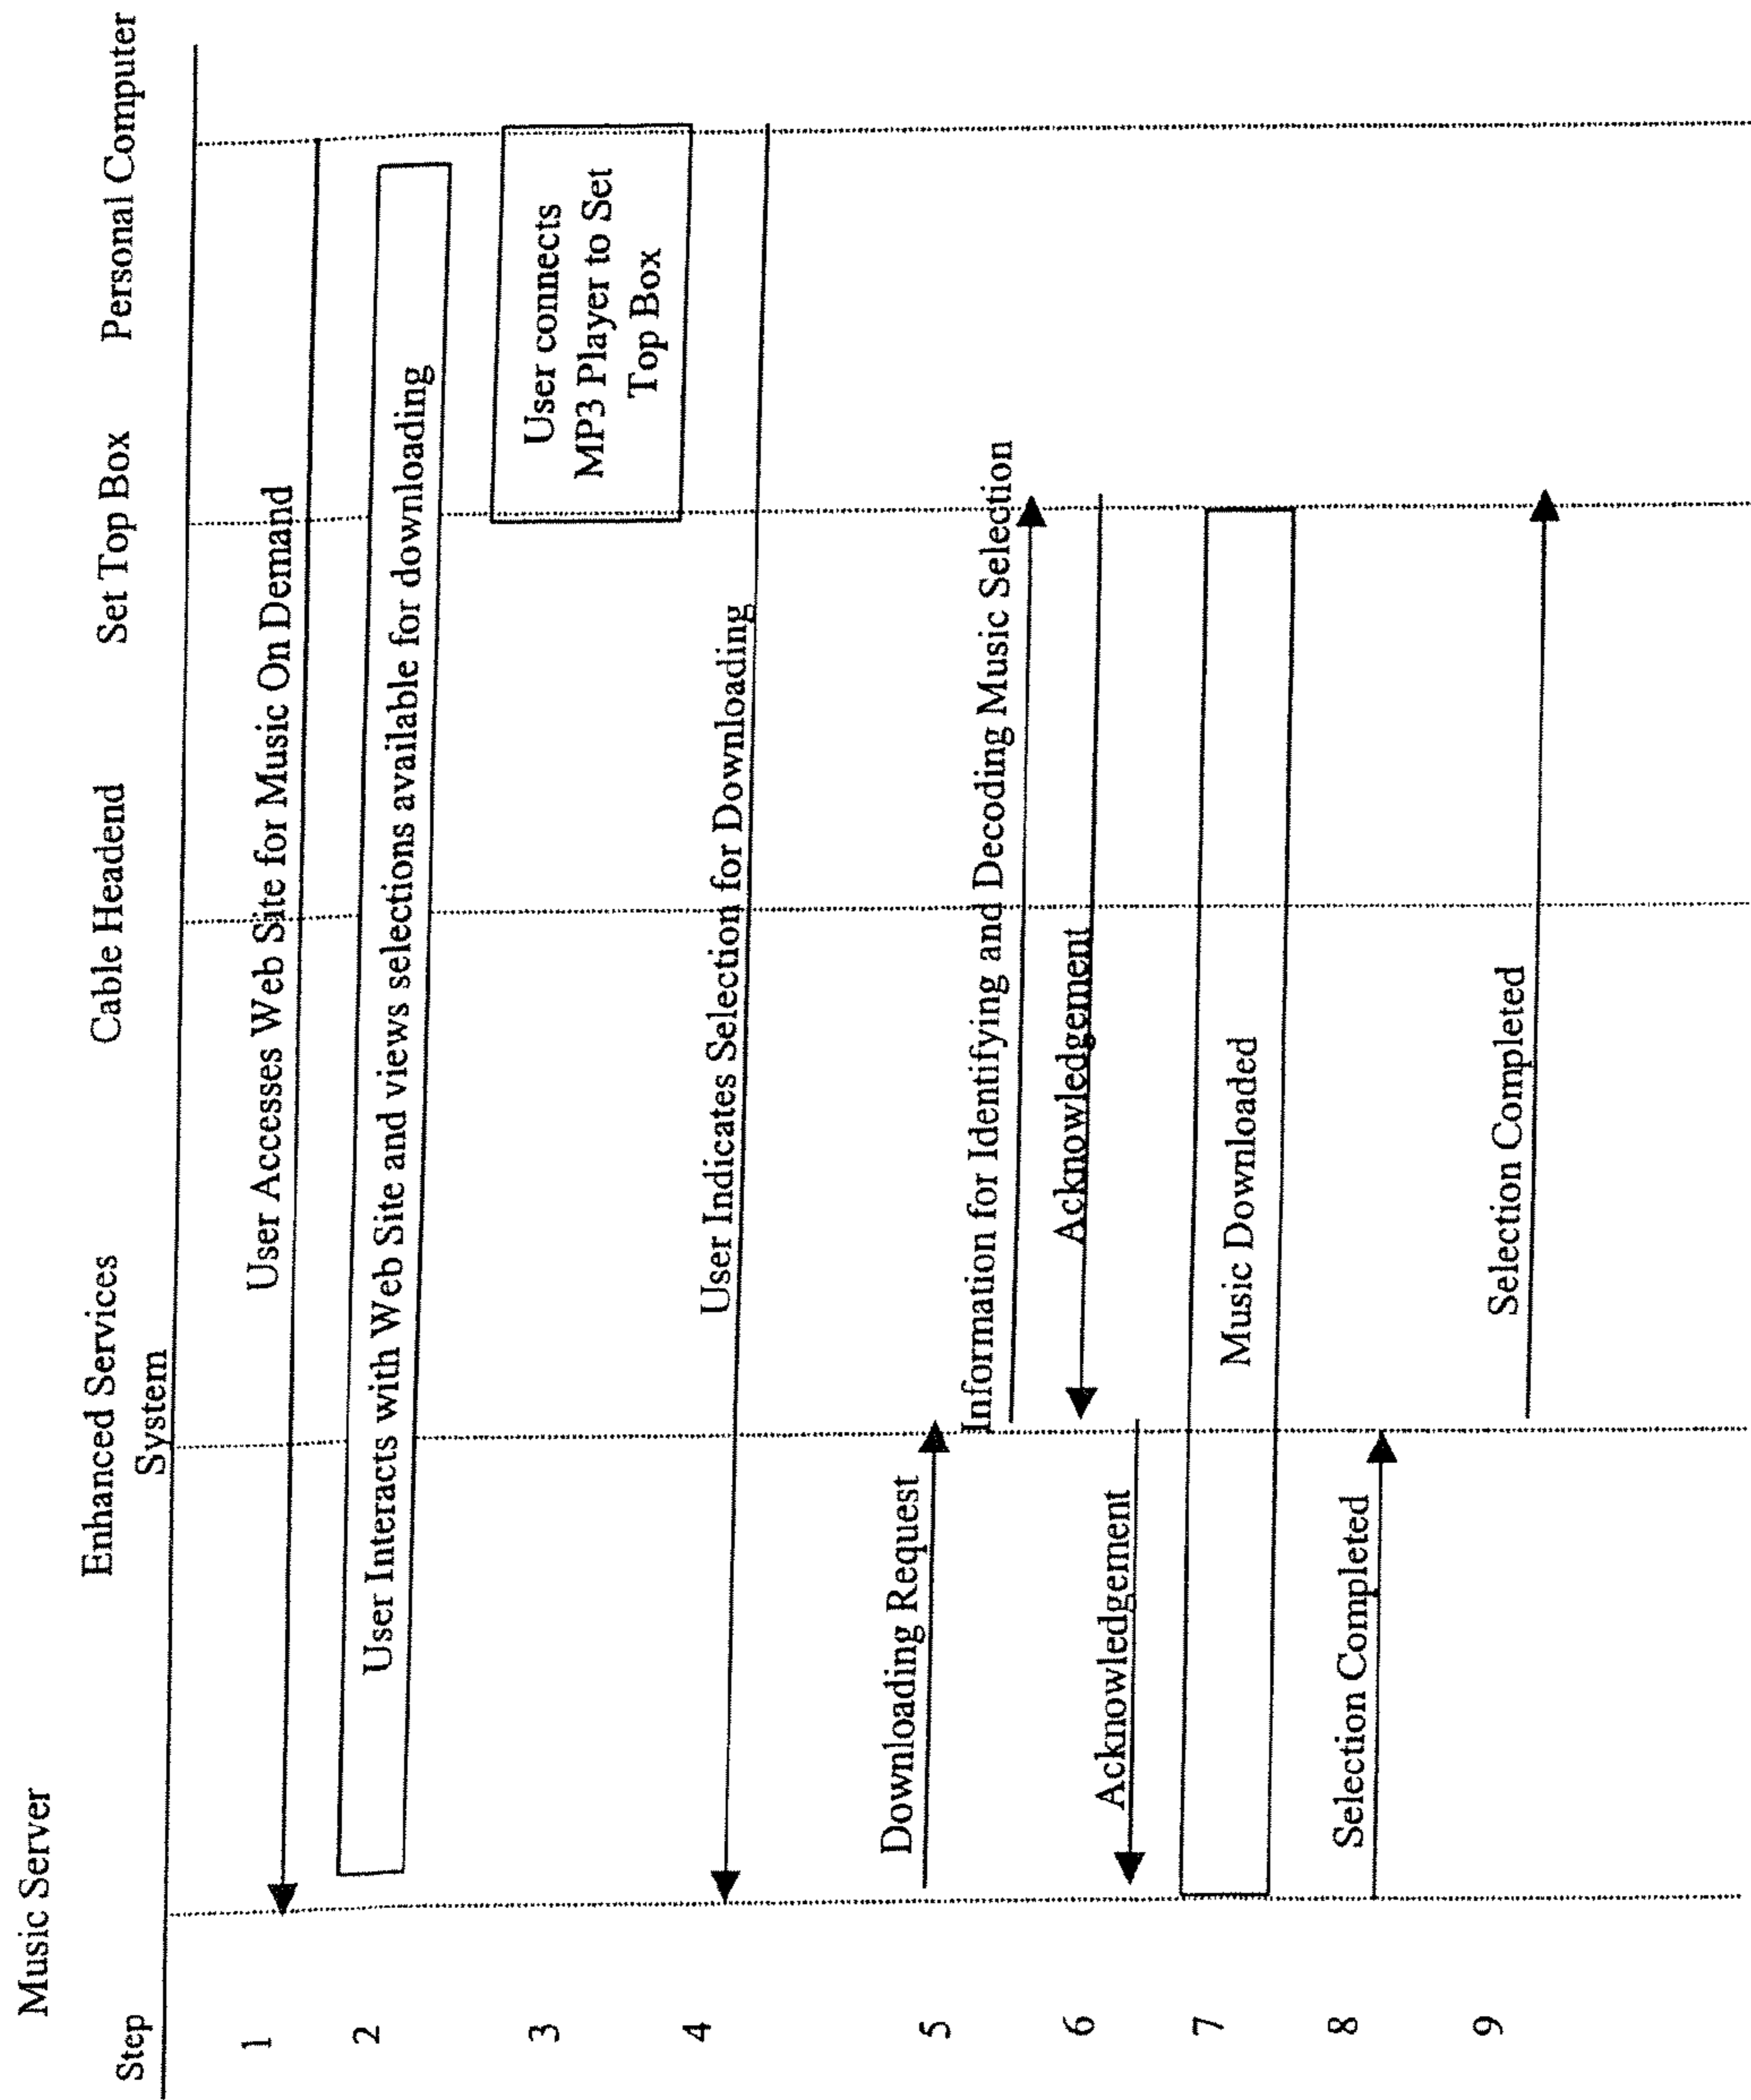 Music Server
Enhanced Services
System
Cable Headend
Set Top Box
Personal Computer
Step
1
User Accesses Web Site for Music On Demand
2
User Interacts with Web Site and views selections available for downloading
3
User connects
MP3 Player to Set
Top Box
4
User Indicates Selection for Downloading
5
Downloading Request
Information for Identifying and Decoding Music Selection
6
Acknowledgement
Acknowledgement
7
Music Downloaded
8
Selection Completed
9
Selection Completed